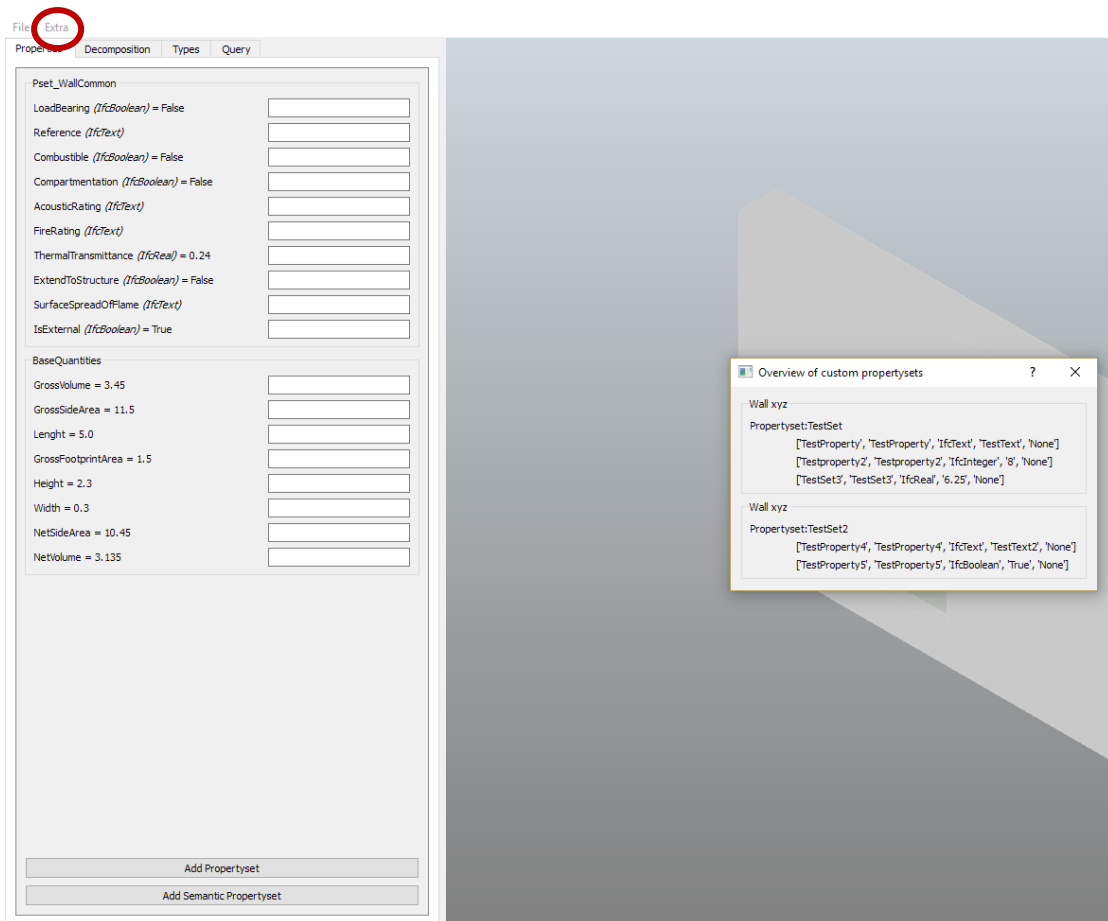 File Extra
Properties Decomposition Types Query
Pset_WallCommon
LoadBearing (IfcBoolean) = False
Reference (IfcText)
Combustible (IfcBoolean) = False
Compartmentation (IfcBoolean) = False
AcousticRating (IfcText)
FireRating (IfcText)
ThermalTransmittance (IfcReal) = 0.24
ExtendToStructure (IfcBoolean) = False
SurfaceSpreadOfFlame (IfcText)
IsExternal (IfcBoolean) = True
BaseQuantities
GrossVolume = 3.45
GrossSideArea = 11.5
Lenght = 5.0
GrossFootprintArea = 1.5
Height = 2.3
Width = 0.3
NetSideArea = 10.45
NetVolume = 3.135
Add Propertyset
Add Semantic Propertyset
Overview of custom propertysets
Wall xyz
Propertyset:TestSet
['TestProperty', 'TestProperty', 'IfcText', 'TestText', 'None']
['Testproperty2', 'Testproperty2', 'IfcInteger', '8', 'None']
['TestSet3', 'TestSet3', 'IfcReal', '6.25', 'None']
Wall xyz
Propertyset:TestSet2
['TestProperty4', 'TestProperty4', 'IfcText', 'TestText2', 'None']
['TestProperty5', 'TestProperty5', 'IfcBoolean', 'True', 'None']